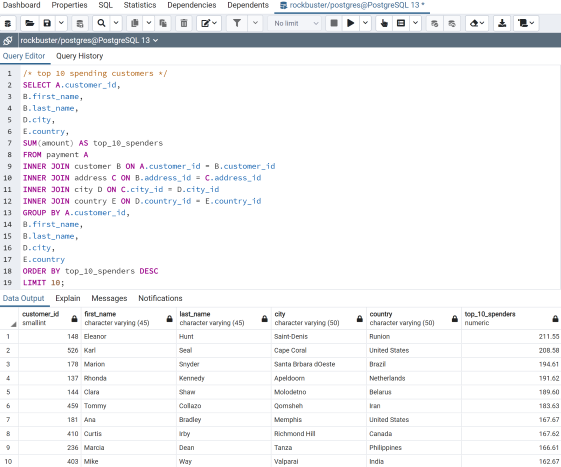 Dashboard Properties SQL Statistics Dependencies Dependents rockbuster/postgres@PostgreSQL 13 *
No limit
rockbuster/postgres@PostgreSQL 13
Query Editor Query History
1 /* top 10 spending customers */
2 SELECT A.customer_id,
3 B.first_name,
4 B.last_name,
5 D.city,
6 E.country,
7 SUM(amount) AS top_10_spenders
8 FROM payment A
9 INNER JOIN customer B ON A.customer_id = B.customer_id
10 INNER JOIN address C ON B.address_id = C.address_id
11 INNER JOIN city D ON C.city_id = D.city_id
12 INNER JOIN country E ON D.country_id = E.country_id
13 GROUP BY A.customer_id,
14 B.first_name,
15 B.last_name,
16 D.city,
17 E.country
18 ORDER BY top_10_spenders DESC
19 LIMIT 10;
Data Output Explain Messages Notifications
customer_id first_name last_name city country top_10_spenders
smallint character varying (45) character varying (45) character varying (50) character varying (50) numeric
1 148 Eleanor Hunt Saint-Denis Runion 211.55
2 526 Karl Seal Cape Coral United States 208.58
3 178 Marion Snyder Santa Brbara dOeste Brazil 194.61
4 137 Rhonda Kennedy Apeldoorn Netherlands 191.62
5 144 Clara Shaw Molodetno Belarus 189.60
6 459 Tommy Collazo Qomsheh Iran 183.63
7 181 Ana Bradley Memphis United States 167.67
8 410 Curtis Irby Richmond Hill Canada 167.62
9 236 Marcia Dean Tanza Philippines 166.61
10 403 Mike Way Valparai India 162.67